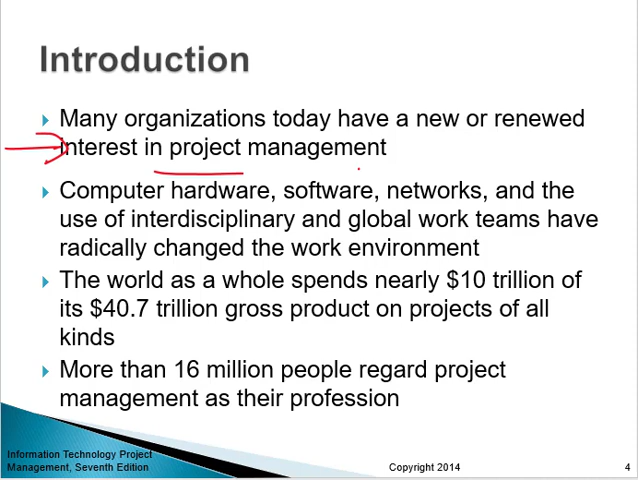 Introduction
Many organizations today have a new or renewed
interest in project management
Computer hardware, software, networks, and the
use of interdisciplinary and global work teams have
radically changed the work environment
The world as a whole spends nearly $10 trillion of
its $40.7 trillion gross product on projects of all
kinds
More than 16 million people regard project
management as their profession
Information Technology Project
Management, Seventh Edition
Copyright 2014
4